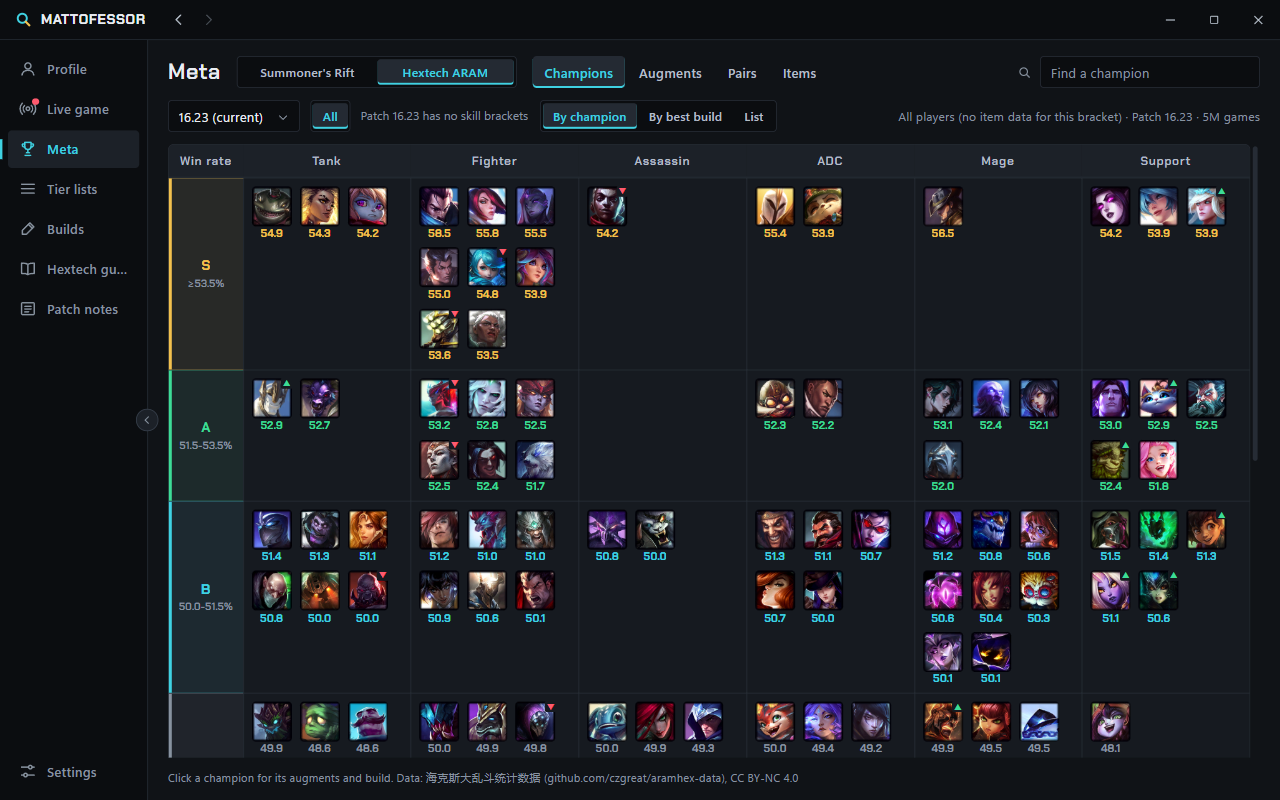 MATTOFESSOR
Profile
Live game
Meta
Tier lists
Builds
Hextech gu...
Patch notes
Settings
Meta Summoner's Rift Hextech ARAM Champions Augments Pairs Items Find a champion
16.23 (current) All Patch 16.23 has no skill brackets By champion By best build List All players (no item data for this bracket) · Patch 16.23 · 5M games
Win rate Tank Fighter Assassin ADC Mage Support
S
≥53.5%
54.9 54.3 54.2 58.5 55.8 55.5 54.2 55.4 53.9 56.5 54.2 53.9 53.9
55.0 54.8 53.9
53.6 53.5
A
51.5-53.5%
52.9 52.7 53.2 52.8 52.5 52.3 52.2 53.1 52.4 52.1 53.0 52.9 52.5
52.5 52.4 51.7 52.0 52.4 51.8
B
50.0-51.5%
51.4 51.3 51.1 51.2 51.0 51.0 50.8 50.0 51.3 51.1 50.7 51.2 50.8 50.6 51.5 51.4 51.3
50.8 50.0 50.0 50.9 50.6 50.1 50.7 50.0 50.6 50.4 50.3 51.1 50.6
50.1 50.1
49.9 48.6 48.6 50.0 49.9 49.8 50.0 49.9 49.3 50.0 49.4 49.2 49.9 49.5 49.5 48.1
Click a champion for its augments and build. Data: 海克斯大乱斗统计数据 (github.com/czgreat/aramhex-data), CC BY-NC 4.0